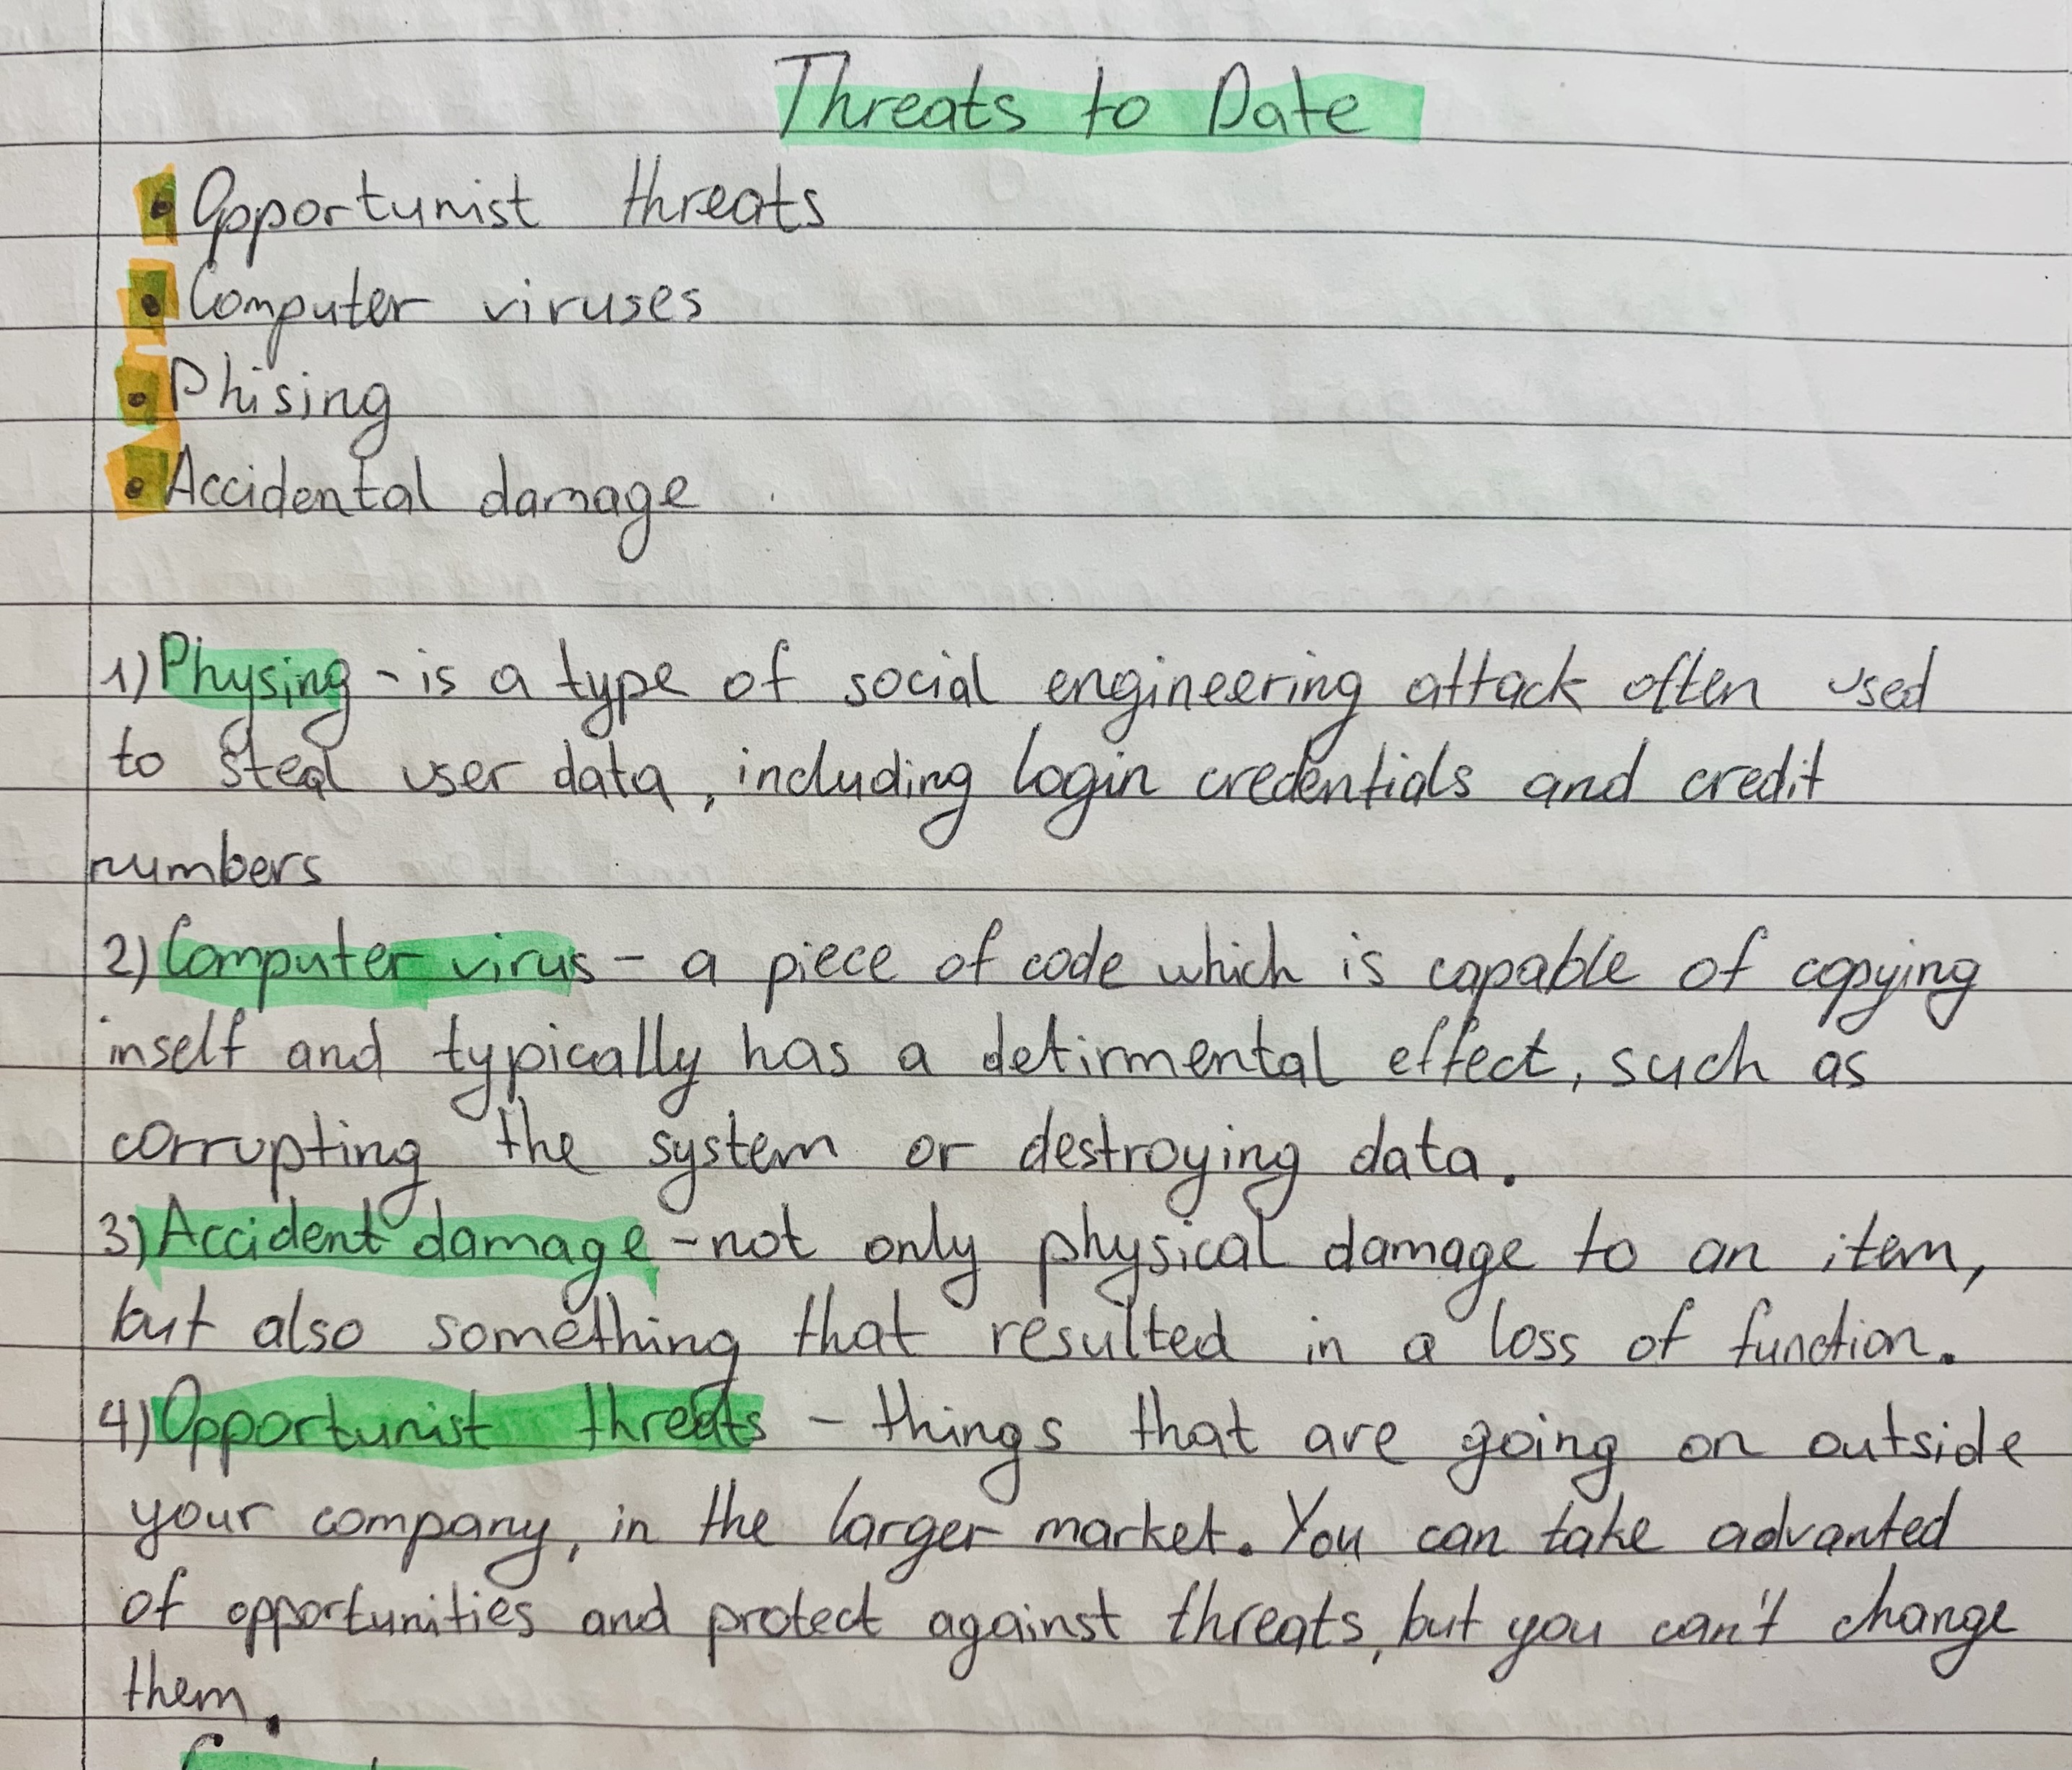 Threats to Date
• Opportunist threats
• Computer viruses
• Phising
• Accidental damage
1) Physing - is a type of social engineering attack often used
to steal user data, including login credentials and credit
numbers
2) Computer virus - a piece of code which is capable of copying
inself and typically has a detirmental effect, such as
corrupting the system or destroying data.
3) Accident damage - not only physical damage to an item,
but also something that resulted in a loss of function.
4) Opportunist threats - things that are going on outside
your company, in the larger market. You can take advanted
of opportunities and protect against threats, but you can't change
them.